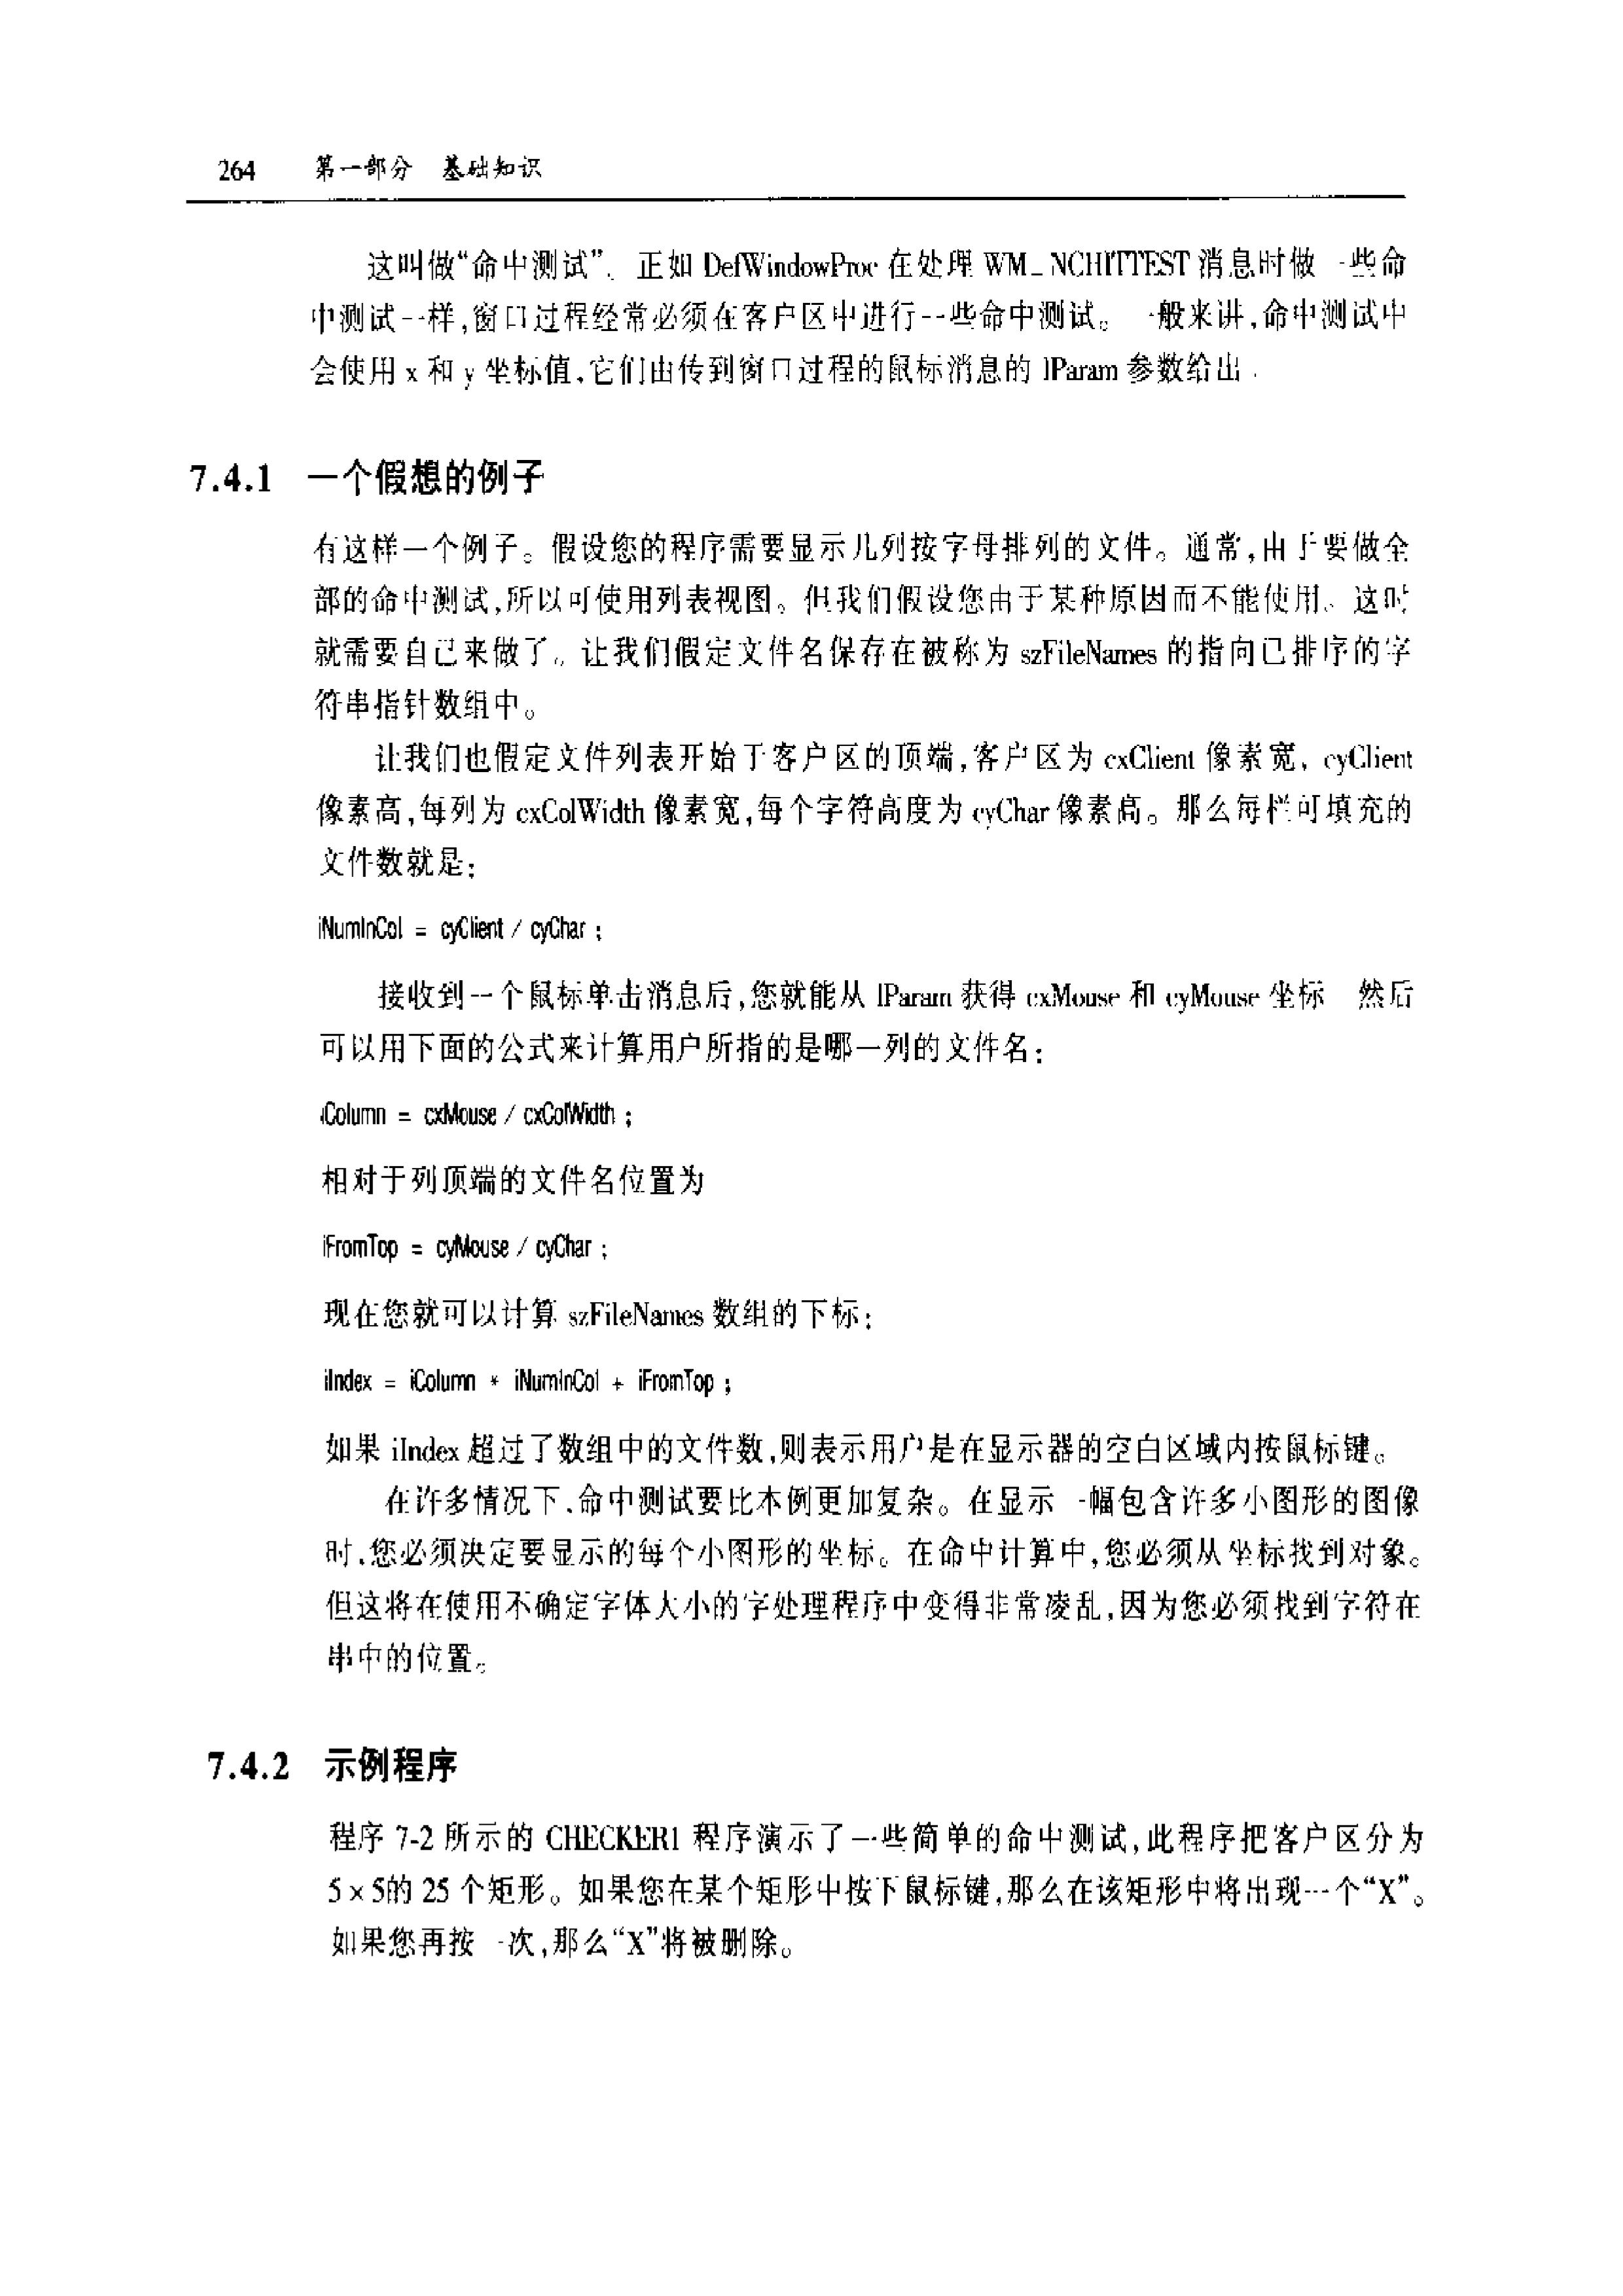 264 第一部分 基础知识
这叫做“命中测试”。正如 DefWindowProc 在处理 WM_NCHITTEST 消息时做一些命
中测试一样,窗口过程经常必须在客户区中进行一些命中测试。一般来讲,命中测试中
会使用 x 和 y 坐标值,它们由传到窗口过程的鼠标消息的 lParam 参数给出。
7.4.1 一个假想的例子
有这样一个例子。假设您的程序需要显示几列按字母排列的文件。通常,由于要做全
部的命中测试,所以可使用列表视图。但我们假设您由于某种原因而不能使用。这时
就需要自己来做了。让我们假定文件名保存在被称为 szFileNames 的指向已排序的字
符串指针数组中。
让我们也假定文件列表开始于客户区的顶端,客户区为 cxClient 像素宽、cyClient
像素高,每列为 cxColWidth 像素宽,每个字符高度为 cyChar 像素高。那么每栏可填充的
文件数就是:
iNumInCol = cyClient / cyChar ;
接收到一个鼠标单击消息后,您就能从 lParam 获得 cxMouse 和 cyMouse 坐标 然后
可以用下面的公式来计算用户所指的是哪一列的文件名:
iColumn = cxMouse / cxColWidth ;
相对于列顶端的文件名位置为
iFromTop = cyMouse / cyChar ;
现在您就可以计算 szFileNames 数组的下标:
iIndex = iColumn * iNumInCol + iFromTop ;
如果 iIndex 超过了数组中的文件数,则表示用户是在显示器的空白区域内按鼠标键。
在许多情况下,命中测试要比本例更加复杂。在显示一幅包含许多小图形的图像
时,您必须决定要显示的每个小图形的坐标。在命中计算中,您必须从坐标找到对象。
但这将在使用不确定字体大小的字处理程序中变得非常凌乱,因为您必须找到字符在
串中的位置。
7.4.2 示例程序
程序 7-2 所示的 CHECKER1 程序演示了一些简单的命中测试,此程序把客户区分为
5×5的 25 个矩形。如果您在某个矩形中按下鼠标键,那么在该矩形中将出现一个“X”。
如果您再按一次,那么“X”将被删除。